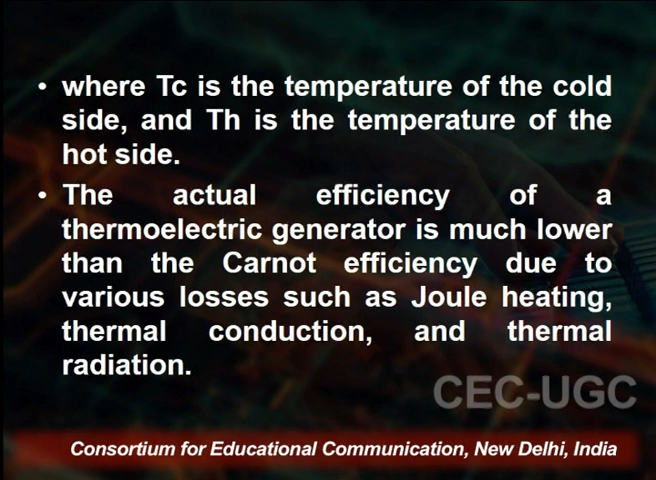 • where Tc is the temperature of the cold
side, and Th is the temperature of the
hot side.
• The actual efficiency of a
thermoelectric generator is much lower
than the Carnot efficiency due to
various losses such as Joule heating,
thermal conduction, and thermal
radiation.
CEC-UGC
Consortium for Educational Communication, New Delhi, India